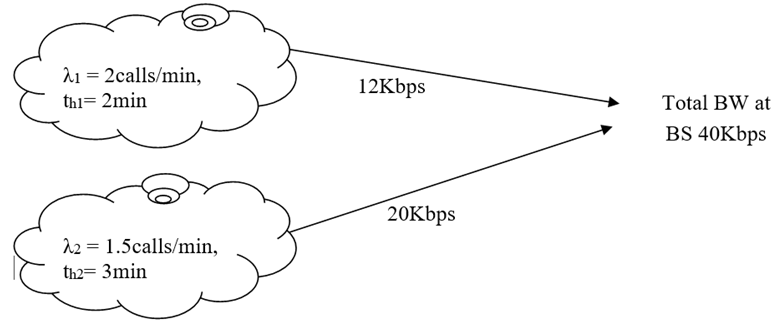 λ1 = 2calls/min,
th1= 2min
12Kbps
Total BW at
BS 40Kbps
20Kbps
λ2 = 1.5calls/min,
th2= 3min